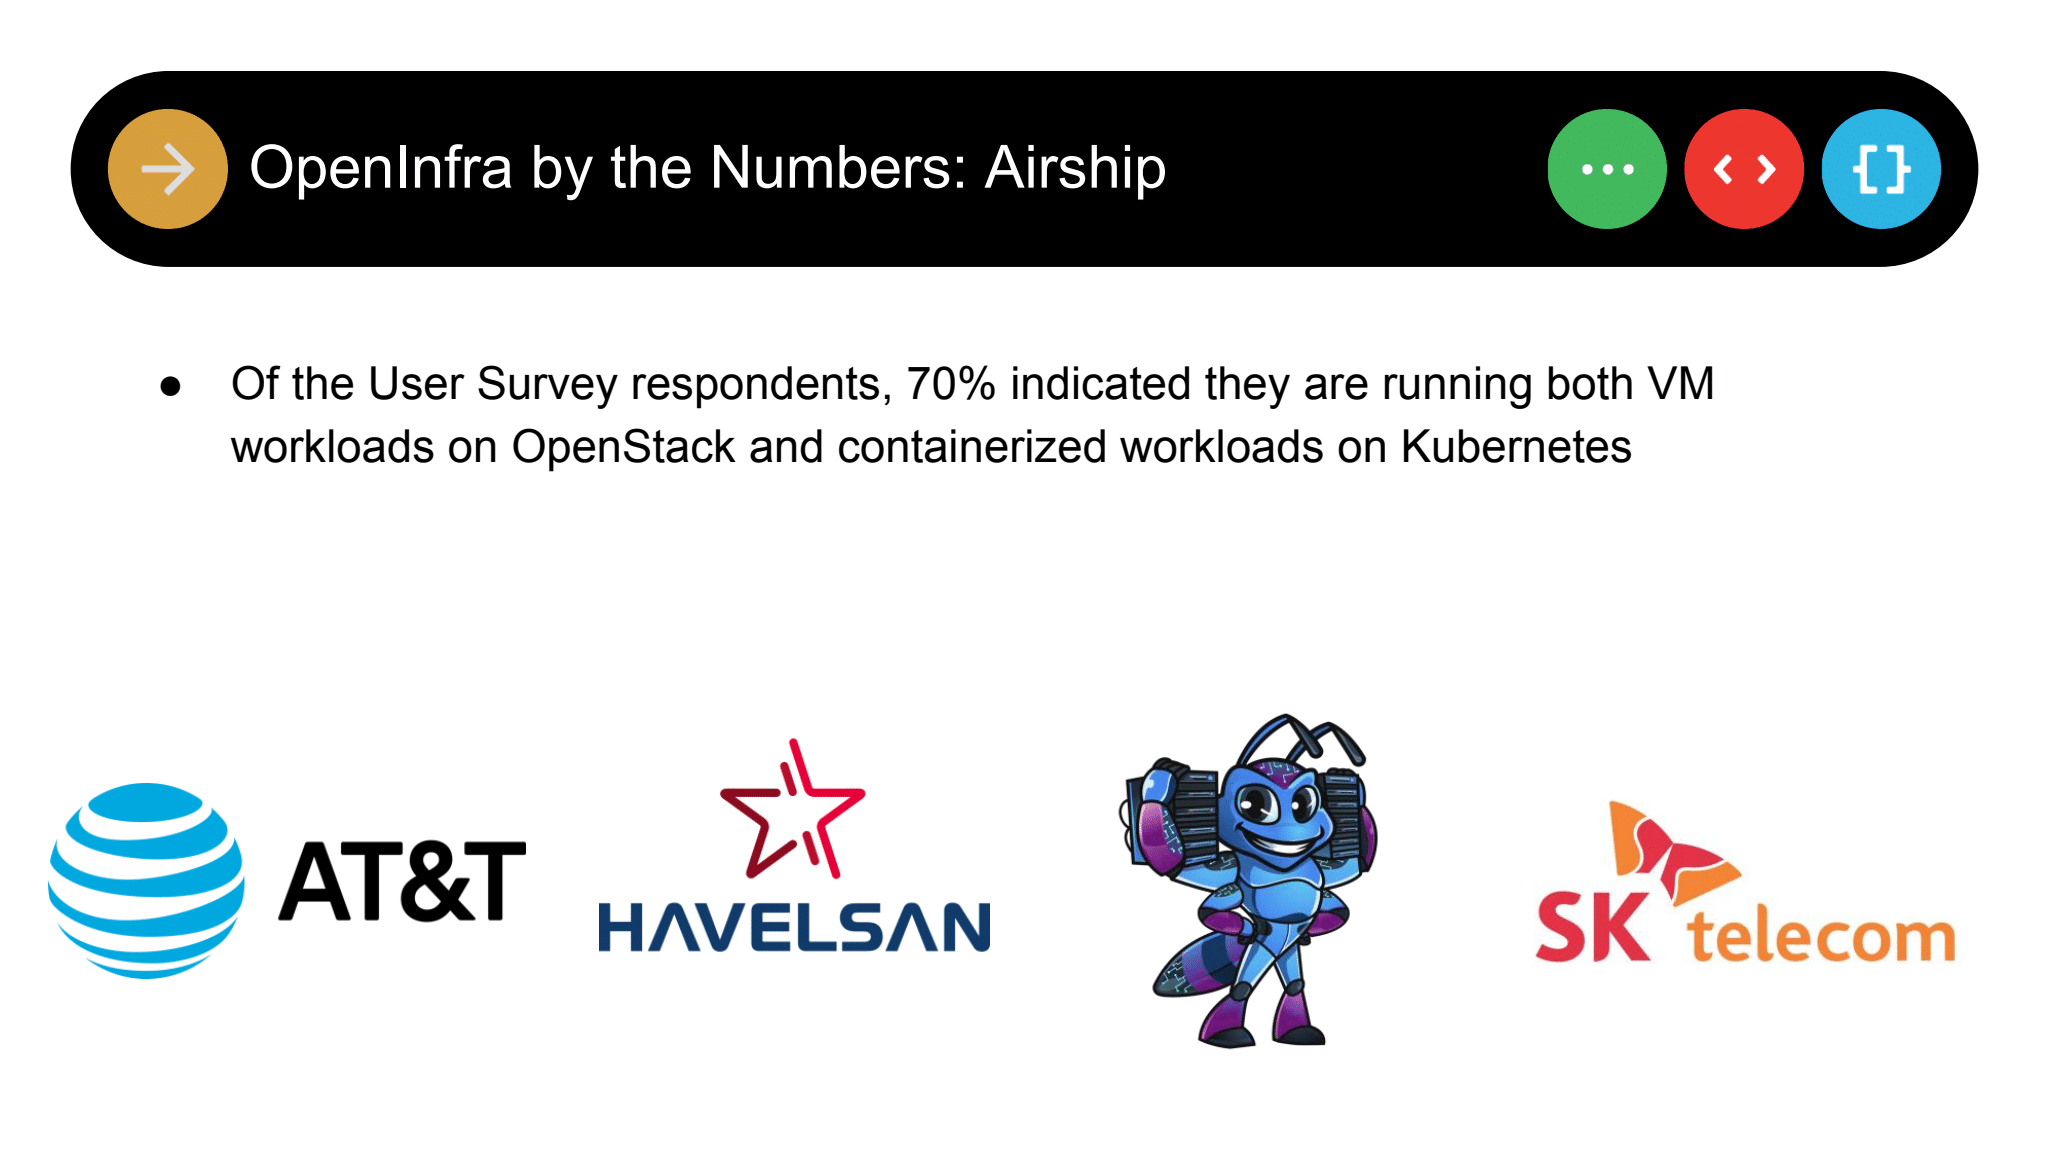 OpenInfra by the Numbers: Airship
● Of the User Survey respondents, 70% indicated they are running both VM
workloads on OpenStack and containerized workloads on Kubernetes
AT&T
HAVELSAN
SK telecom